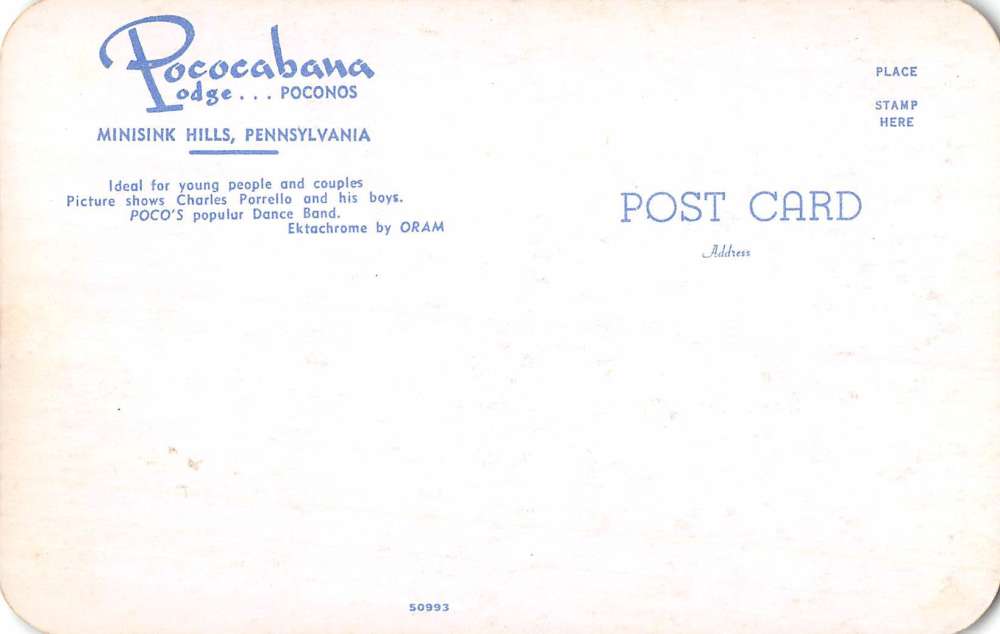 Pococabana
Lodge... POCONOS
MINISINK HILLS, PENNSYLVANIA
Ideal for young people and couples
Picture shows Charles Porrello and his boys.
POCO'S populur Dance Band.
Ektachrome by ORAM
PLACE
STAMP
HERE
POST CARD
Address
50993